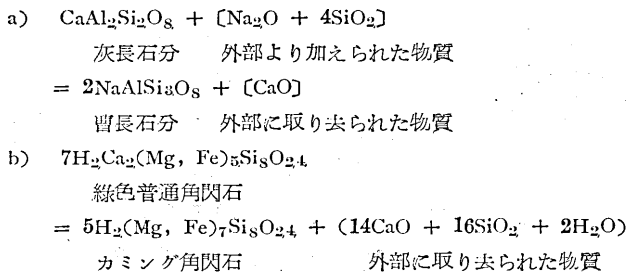 a) CaAl₂Si₂O₈ + [Na₂O + 4SiO₂]
灰長石分 外部より加えられた物質
= 2NaAlSi₃O₈ + [CaO]
曹長石分 外部に取り去られた物質
b) 7H₂Ca₂(Mg, Fe)₅Si₈O₂₄
綠色普通角閃石
= 5H₂(Mg, Fe)₇Si₈O₂₄ + (14CaO + 16SiO₂ + 2H₂O)
カミング角閃石 外部に取り去られた物質